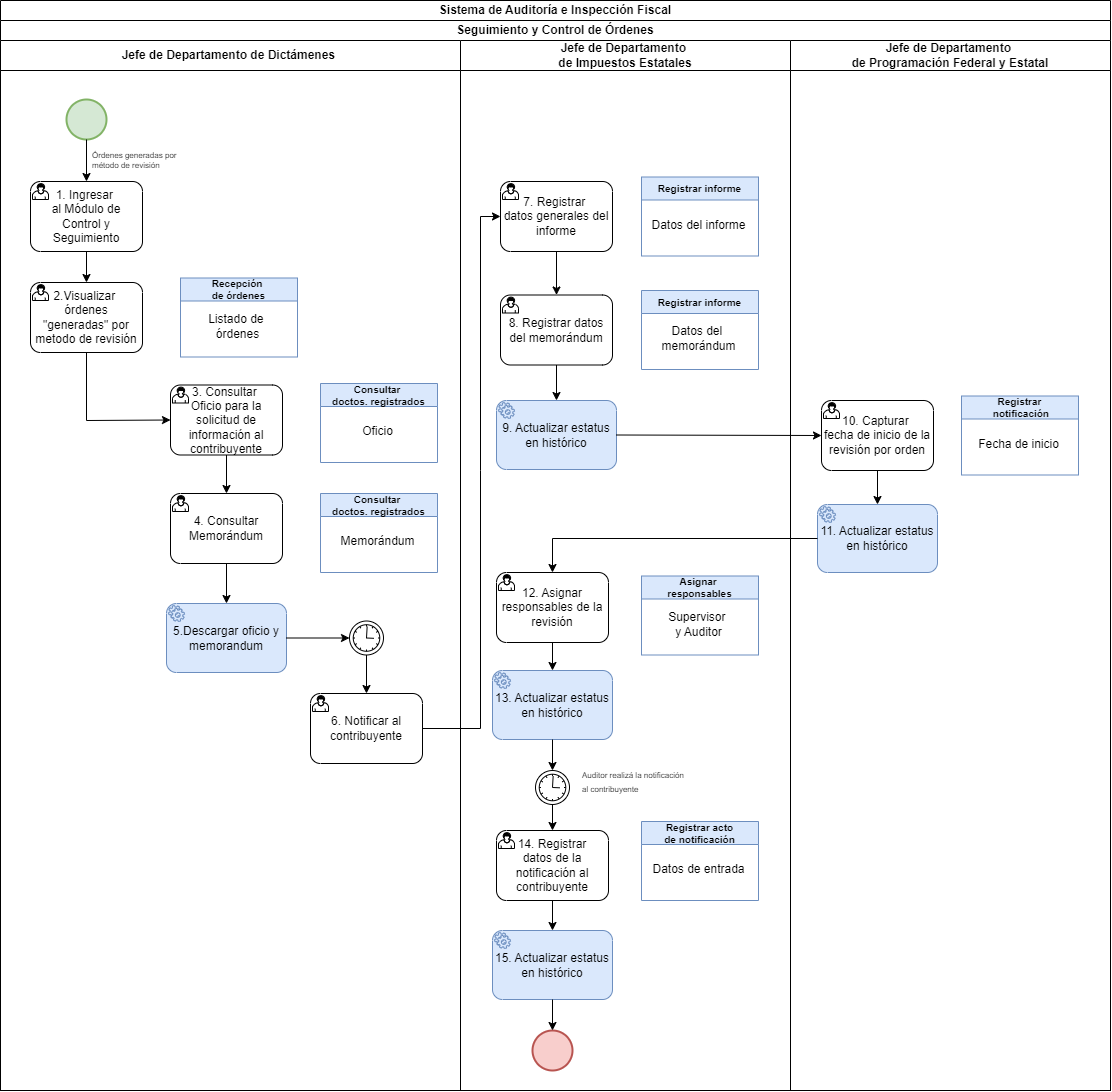 Sistema de Auditoría e Inspección Fiscal
Seguimiento y Control de Órdenes
Jefe de Departamento de Dictámenes
Jefe de Departamento
de Impuestos Estatales
Jefe de Departamento
de Programación Federal y Estatal
Órdenes generadas por
método de revisión
1. Ingresar
al Módulo de
Control y
Seguimiento
2.Visualizar
órdenes
"generadas" por
metodo de revisión
Recepción
de órdenes
Listado de
órdenes
3. Consultar
Oficio para la
solicitud de
información al
contribuyente
Consultar
doctos. registrados
Oficio
4. Consultar
Memorándum
Consultar
doctos. registrados
Memorándum
5.Descargar oficio y
memorandum
6. Notificar al
contribuyente
7. Registrar
datos generales del
informe
Registrar informe
Datos del informe
8. Registrar datos
del memorándum
Registrar informe
Datos del
memorándum
9. Actualizar estatus
en histórico
10. Capturar
fecha de inicio de la
revisión por orden
Registrar
notificación
Fecha de inicio
11. Actualizar estatus
en histórico
12. Asignar
responsables de la
revisión
Asignar
responsables
Supervisor
y Auditor
13. Actualizar estatus
en histórico
Auditor realizá la notificación
al contribuyente
14. Registrar
datos de la
notificación al
contribuyente
Registrar acto
de notificación
Datos de entrada
15. Actualizar estatus
en histórico